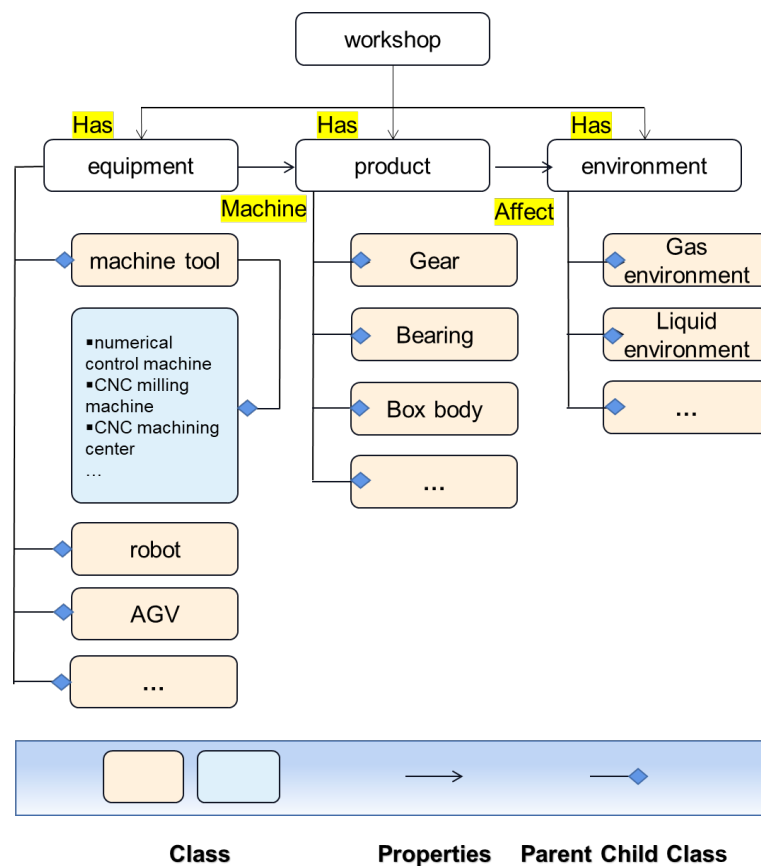 workshop
Has
Has
Has
equipment
product
environment
Machine
Affect
machine tool
Gear
Gas
environment
▪numerical
control machine
▪CNC milling
machine
▪CNC machining
center
…
Bearing
Liquid
environment
Box body
...
...
robot
AGV
...
Class
Properties
Parent Child Class